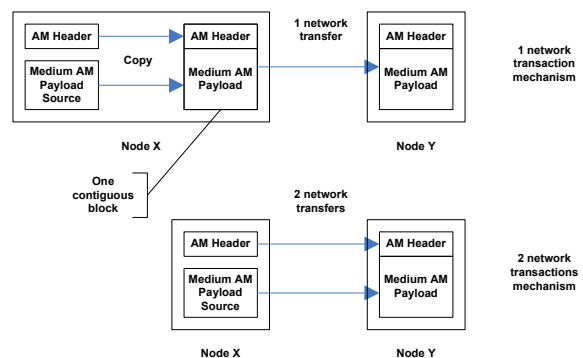 AM Header
AM Header
AM Header
Copy
1 network
transfer
1 network
transaction
mechanism
Medium AM
Payload
Source
Medium AM
Payload
Medium AM
Payload
Node X
Node Y
One
contiguous
block
2 network
transfers
AM Header
AM Header
2 network
transactions
mechanism
Medium AM
Payload
Source
Medium AM
Payload
Node X
Node Y